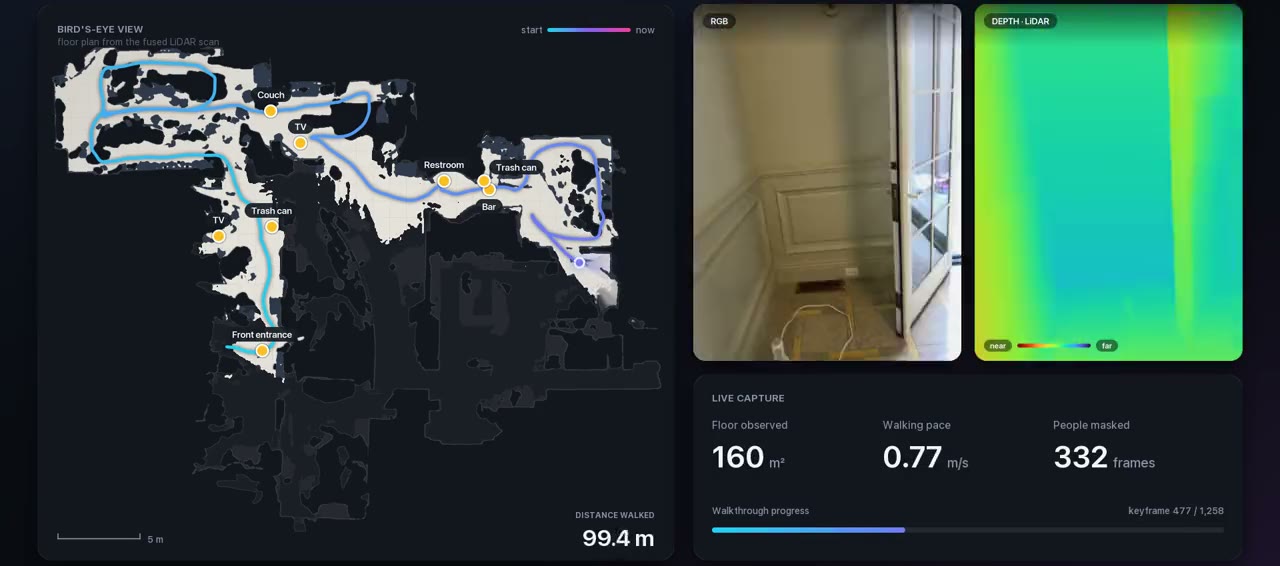 BIRD'S-EYE VIEW
floor plan from the fused LiDAR scan
start
now
Couch
TV
Restroom
Trash can
Bar
Trash can
TV
Front entrance
5 m
DISTANCE WALKED
99.4 m
RGB
DEPTH · LiDAR
near
far
LIVE CAPTURE
Floor observed
Walking pace
People masked
160 m²
0.77 m/s
332 frames
Walkthrough progress
keyframe 477 / 1,258